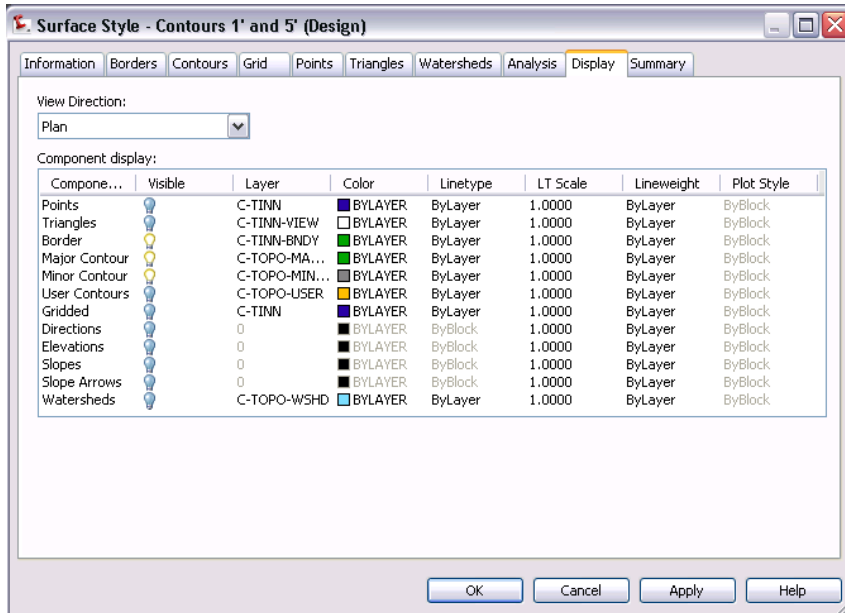 Surface Style - Contours 1' and 5' (Design)
Information Borders Contours Grid Points Triangles Watersheds Analysis Display Summary
View Direction:
Plan
Component display:
Compone... Visible Layer Color Linetype LT Scale Lineweight Plot Style
Points C-TINN BYLAYER ByLayer 1.0000 ByLayer ByBlock
Triangles C-TINN-VIEW BYLAYER ByLayer 1.0000 ByLayer ByBlock
Border C-TINN-BNDY BYLAYER ByLayer 1.0000 ByLayer ByBlock
Major Contour C-TOPO-MA... BYLAYER ByLayer 1.0000 ByLayer ByBlock
Minor Contour C-TOPO-MIN... BYLAYER ByLayer 1.0000 ByLayer ByBlock
User Contours C-TOPO-USER BYLAYER ByLayer 1.0000 ByLayer ByBlock
Gridded C-TINN BYLAYER ByLayer 1.0000 ByLayer ByBlock
Directions 0 BYLAYER ByBlock 1.0000 ByLayer ByBlock
Elevations 0 BYLAYER ByBlock 1.0000 ByLayer ByBlock
Slopes 0 BYLAYER ByBlock 1.0000 ByLayer ByBlock
Slope Arrows 0 BYLAYER ByBlock 1.0000 ByLayer ByBlock
Watersheds C-TOPO-WSHD BYLAYER ByLayer 1.0000 ByLayer ByBlock
OK Cancel Apply Help